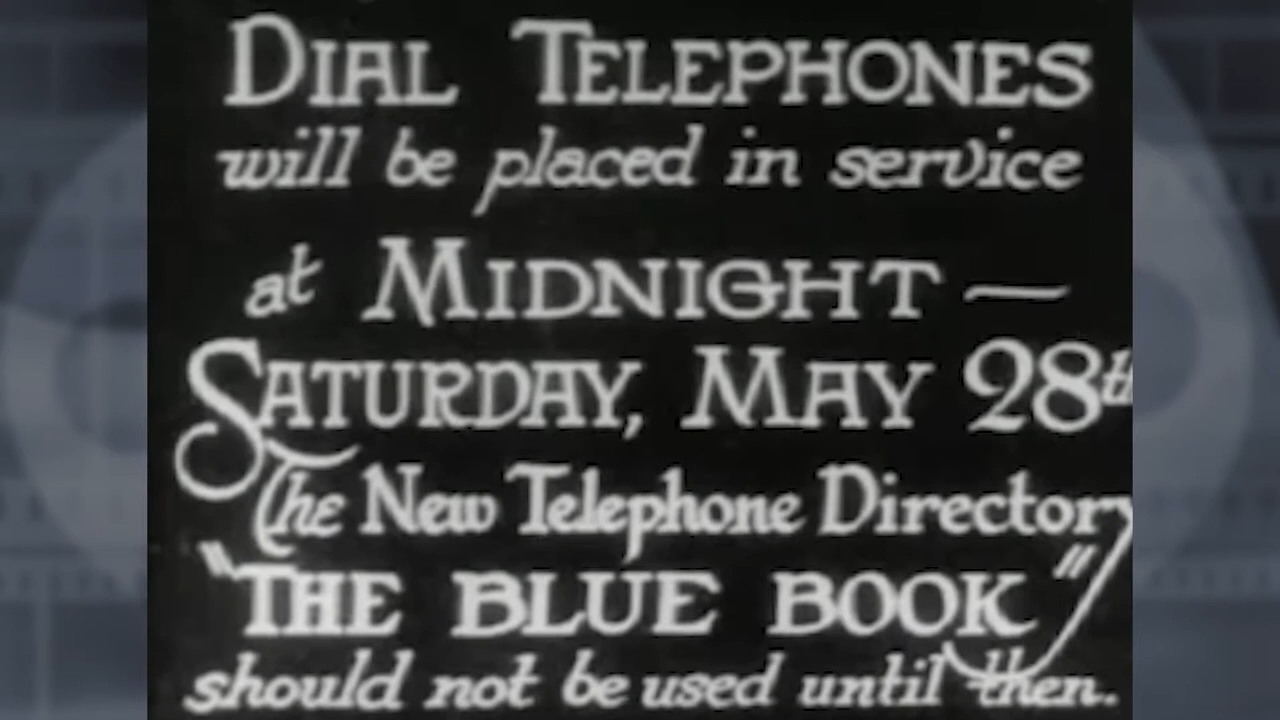 DIAL TELEPHONES
will be placed in service
at MIDNIGHT —
SATURDAY, MAY 28th
The New Telephone Directory
"THE BLUE BOOK"
should not be used until then.